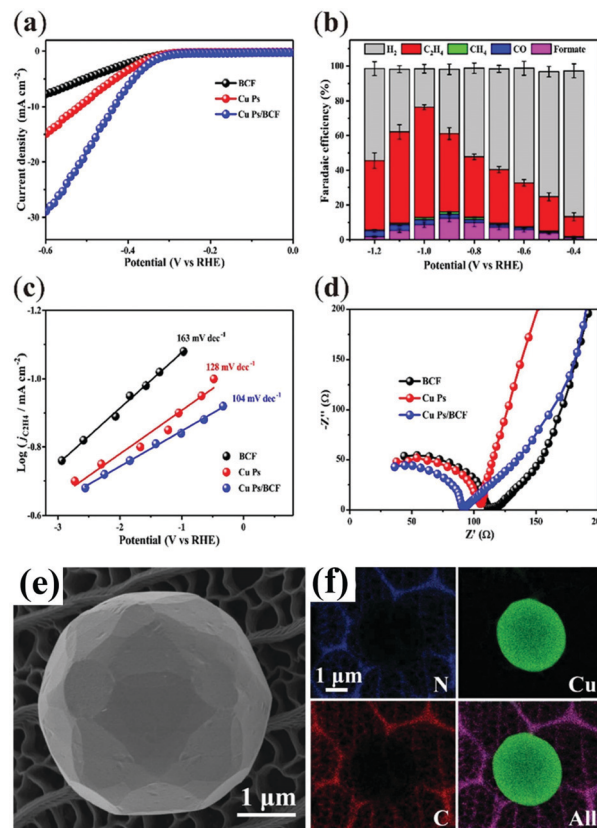 (a)
0
-10
-20
-30
Current density (mA cm⁻²)
BCF
Cu Ps
Cu Ps/BCF
-0.6
-0.4
-0.2
0.0
Potential (V vs RHE)
(b)
H₂
C₂H₄
CH₄
CO
Formate
100
80
60
40
20
0
Faradaic efficiency (%)
-1.2
-1.0
-0.8
-0.6
-0.4
Potential (V vs RHE)
(c)
-1.2
-1.0
-0.8
-0.6
Log (j_C2H4 / mA cm⁻²)
163 mV dec⁻¹
128 mV dec⁻¹
104 mV dec⁻¹
BCF
Cu Ps
Cu Ps/BCF
-3
-2
-1
0
Potential (V vs RHE)
(d)
200
150
100
50
0
-Z'' (Ω)
BCF
Cu Ps
Cu Ps/BCF
0
50
100
150
200
Z' (Ω)
(e)
1 μm
(f)
1 μm
N
Cu
C
All